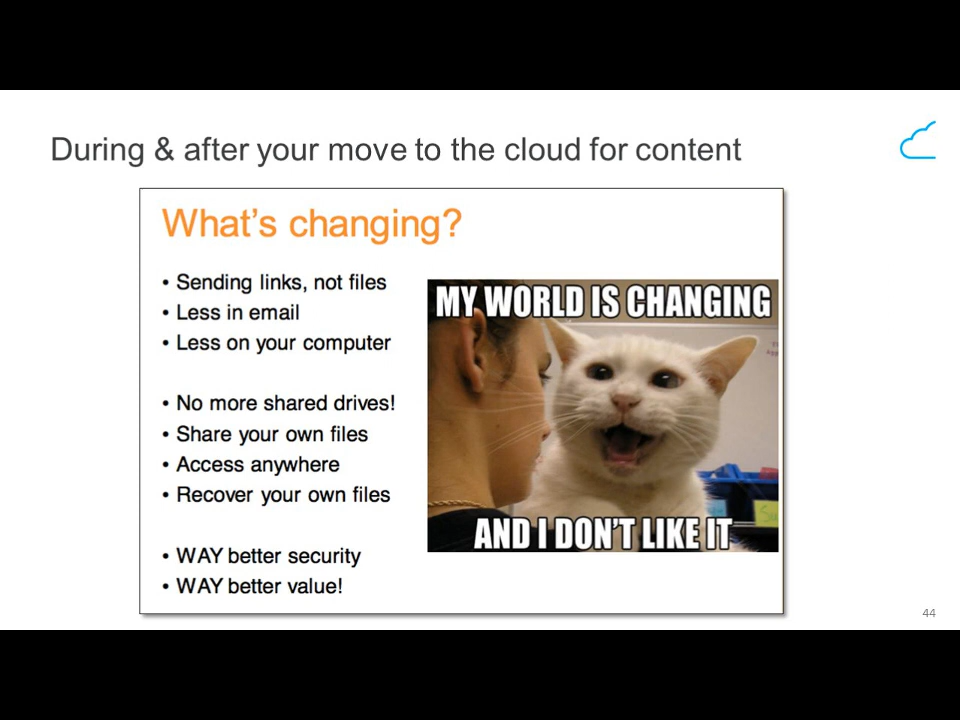 During & after your move to the cloud for content
What's changing?
• Sending links, not files
• Less in email
• Less on your computer
• No more shared drives!
• Share your own files
• Access anywhere
• Recover your own files
• WAY better security
• WAY better value!
MY WORLD IS CHANGING
AND I DON'T LIKE IT
44